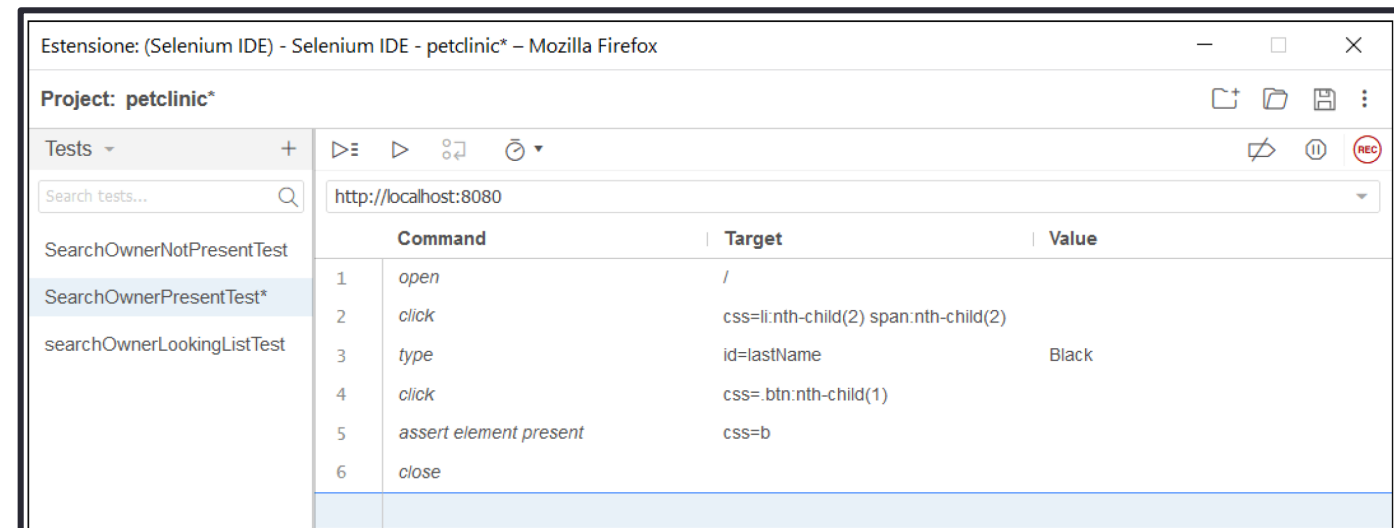 Estensione: (Selenium IDE) - Selenium IDE - petclinic* – Mozilla Firefox
Project: petclinic*
Tests
Search tests...
SearchOwnerNotPresentTest
SearchOwnerPresentTest*
searchOwnerLookingListTest
REC
http://localhost:8080
Command Target Value
1 open /
2 click css=li:nth-child(2) span:nth-child(2)
3 type id=lastName Black
4 click css=.btn:nth-child(1)
5 assert element present css=b
6 close